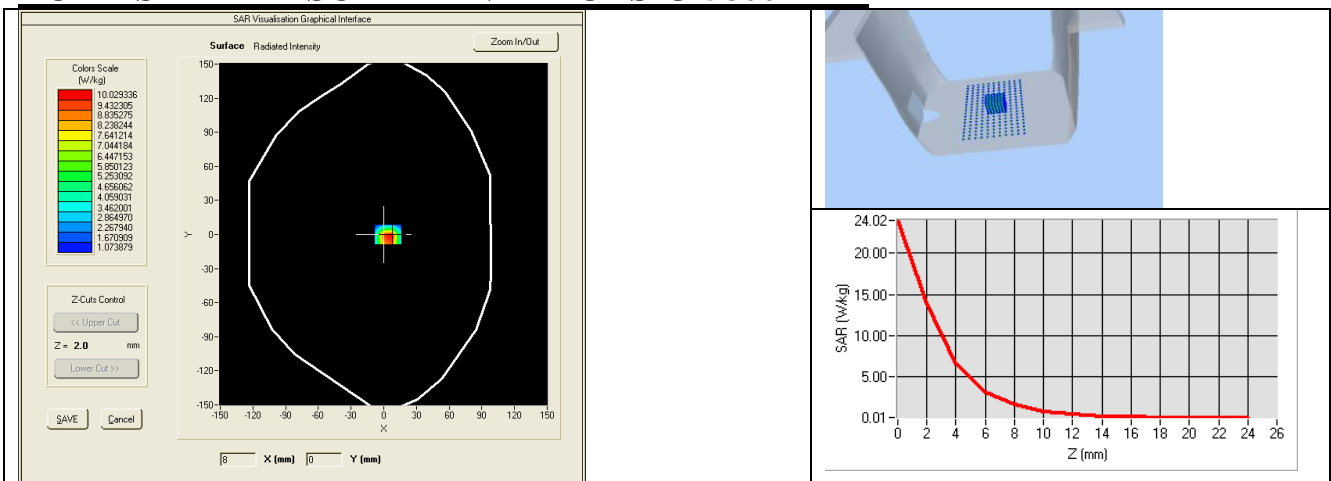 SAR Visualisation Graphical Interface
Surface Radiated Intensity
Zoom In/Out
Colors Scale
(W/kg)
10.029336
9.432305
8.835275
8.238244
7.641214
7.044184
6.447153
5.850123
5.253092
4.656062
4.059031
3.462001
2.864970
2.267940
1.670909
1.073879
Z-Cuts Control
<< Upper Cut
Z = 2.0 mm
Lower Cut >>
SAVE Cancel
150
120
90
60
30
0
-30
-60
-90
-120
-150
Y
-150 -120 -90 -60 -30 0 30 60 90 120 150
X
8 X (mm) 0 Y (mm)
24.02
20.00
15.00
10.00
5.00
0.01
SAR (W/kg)
0 2 4 6 8 10 12 14 16 18 20 22 24 26
Z (mm)